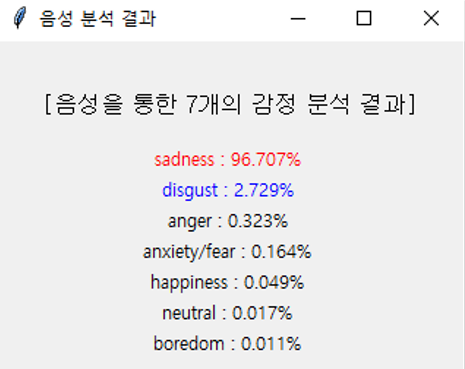 음성 분석 결과
[음성을 통한 7개의 감정 분석 결과]
sadness : 96.707%
disgust : 2.729%
anger : 0.323%
anxiety/fear : 0.164%
happiness : 0.049%
neutral : 0.017%
boredom : 0.011%